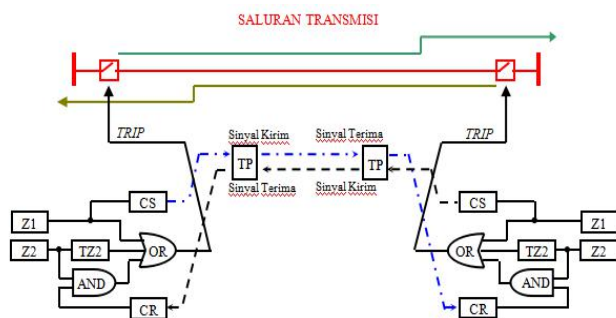 SALURAN TRANSMISI
TRIP
Sinyal Kirim
Sinyal Terima
TRIP
TP
TP
Sinyal Terima
Sinyal Kirim
CS
CS
Z1
Z1
Z2
TZ2
OR
OR
TZ2
Z2
AND
AND
CR
CR